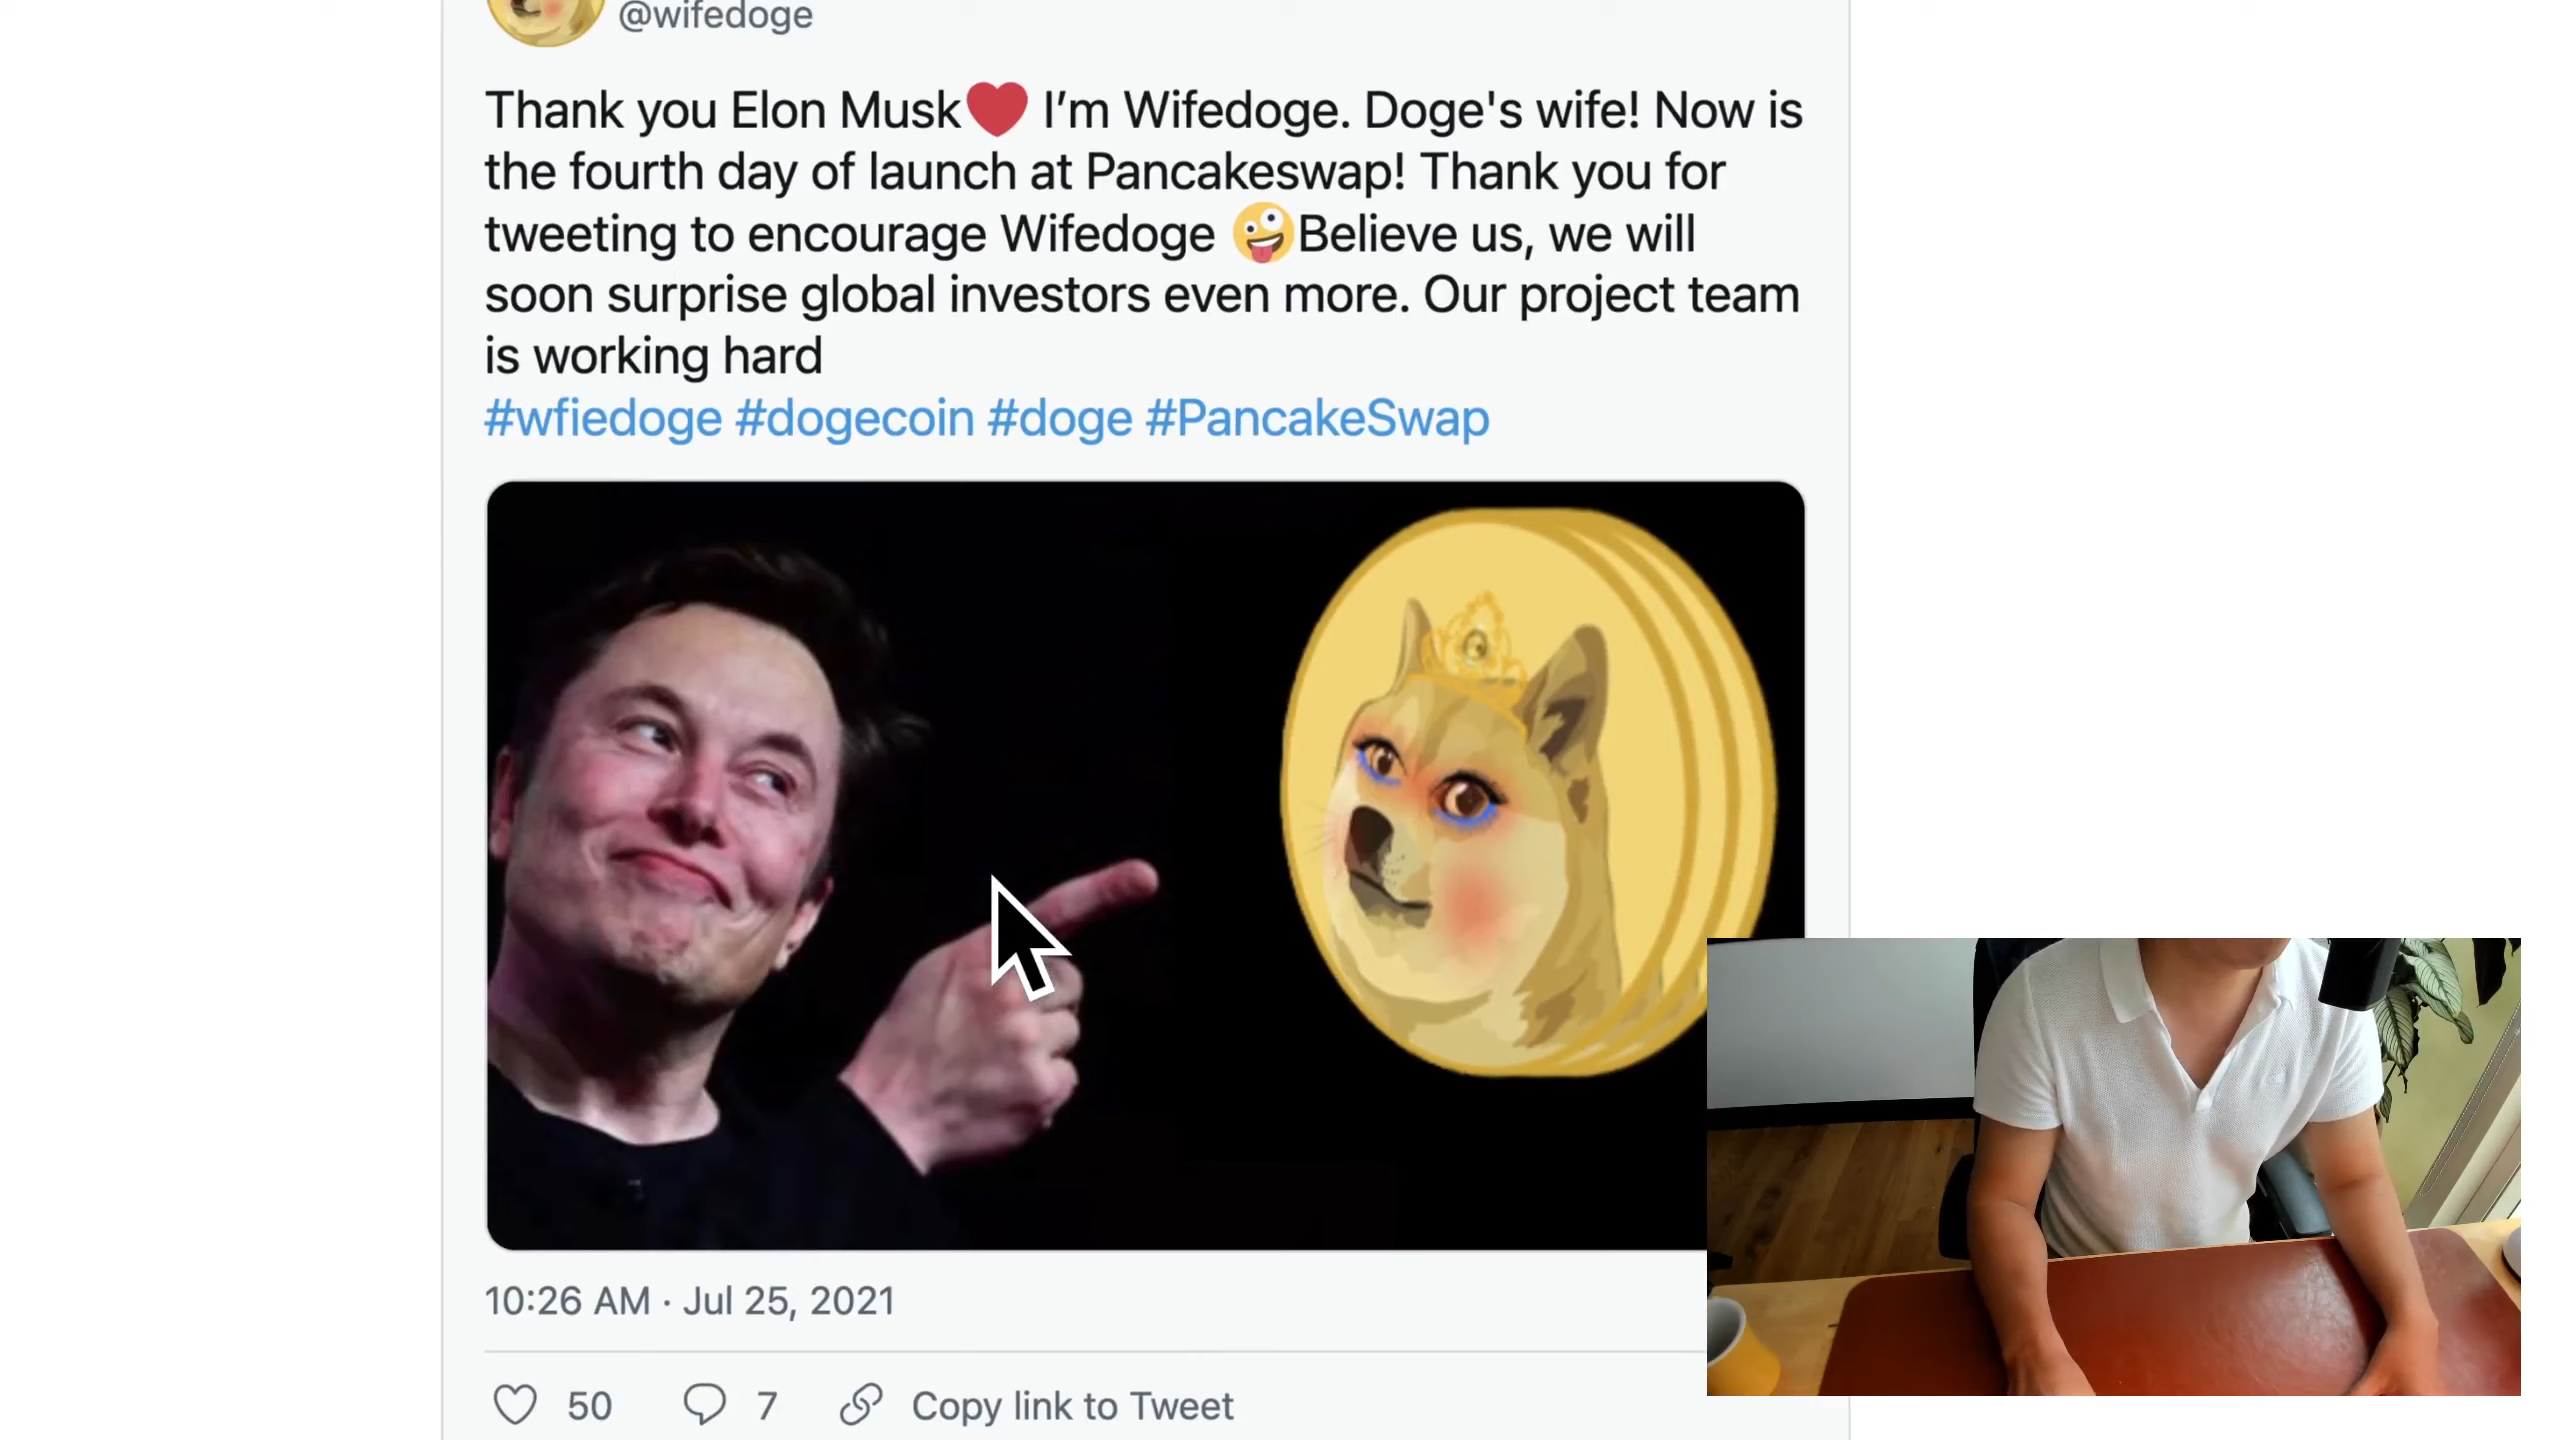 @wifedoge
Thank you Elon Musk❤️ I’m Wifedoge. Doge's wife! Now is
the fourth day of launch at Pancakeswap! Thank you for
tweeting to encourage Wifedoge 🤪Believe us, we will
soon surprise global investors even more. Our project team
is working hard
#wfiedoge #dogecoin #doge #PancakeSwap
10:26 AM · Jul 25, 2021
50 7 Copy link to Tweet